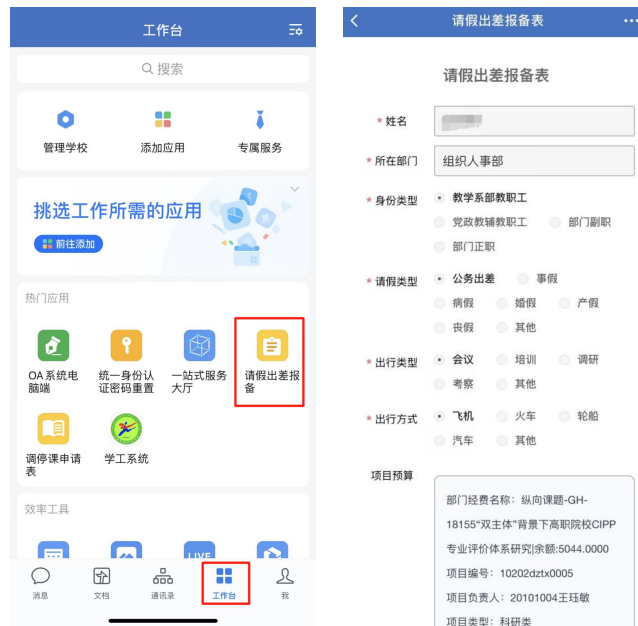 工作台
搜索
管理学校 添加应用 专属服务
挑选工作所需的应用
前往添加
热门应用
OA系统电脑端
统一身份认证密码重置
一站式服务大厅
请假出差报备
调停课申请表
学工系统
效率工具
LIVE
消息 文档 通讯录 工作台 我
请假出差报备表
请假出差报备表
* 姓名
* 所在部门 组织人事部
* 身份类型 教学系部教职工
党政教辅教职工 部门副职
部门正职
* 请假类型 公务出差 事假
病假 婚假 产假
丧假 其他
* 出行类型 会议 培训 调研
考察 其他
* 出行方式 飞机 火车 轮船
汽车 其他
项目预算
部门经费名称：纵向课题-GH-
18155“双主体”背景下高职院校CIPP
专业评价体系研究|余额:5044.0000
项目编号：10202dztx0005
项目负责人：20101004王珏敏
项目类型：科研类